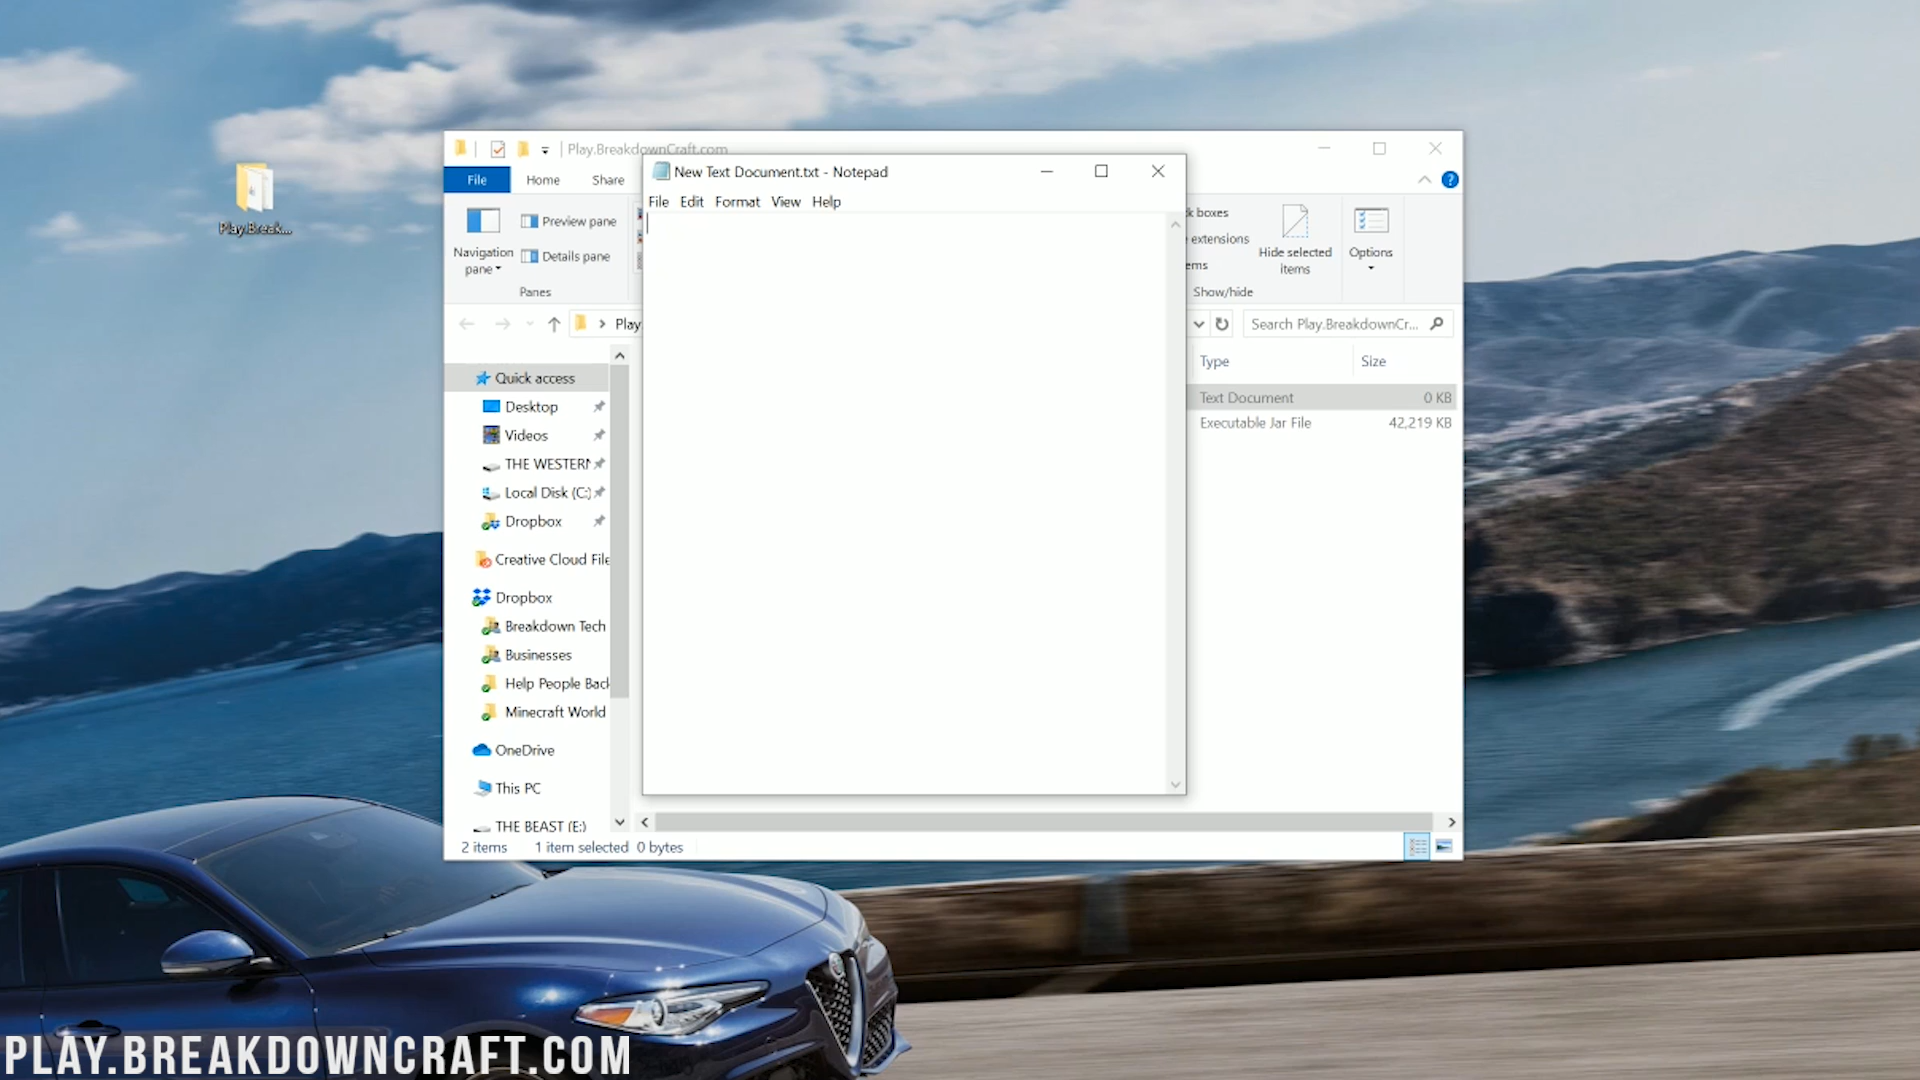 Play.Break...
Play.BreakdownCraft.com
File
Home
Share
Navigation
pane
Preview pane
Details pane
Panes
New Text Document.txt - Notepad
File Edit Format View Help
k boxes
extensions
ems
Hide selected
items
Show/hide
Options
Play
Search Play.BreakdownCr...
Type
Size
Text Document
0 KB
Executable Jar File
42,219 KB
Quick access
Desktop
Videos
THE WESTERN
Local Disk (C:)
Dropbox
Creative Cloud File
Dropbox
Breakdown Tech
Businesses
Help People Back
Minecraft World
OneDrive
This PC
THE BEAST (E:)
2 items
1 item selected 0 bytes
PLAY.BREAKDOWNCRAFT.COM